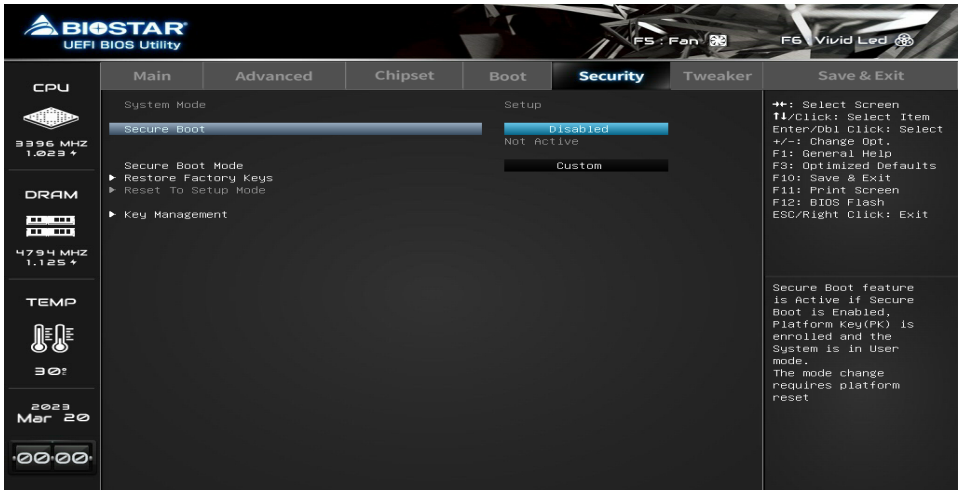 BIOSTAR®
UEFI BIOS Utility
F5 : Fan
F6 Vivid Led
Main Advanced Chipset Boot Security Tweaker Save & Exit
CPU
3396 MHZ
1.023
DRAM
4794 MHZ
1.125
TEMP
30°
2023
Mar 20
00:00
System Mode Setup
Secure Boot Disabled
Not Active
Secure Boot Mode Custom
Restore Factory Keys
Reset To Setup Mode
Key Management
→←: Select Screen
↑↓/Click: Select Item
Enter/Dbl Click: Select
+/-: Change Opt.
F1: General Help
F3: Optimized Defaults
F10: Save & Exit
F11: Print Screen
F12: BIOS Flash
ESC/Right Click: Exit
Secure Boot feature
is Active if Secure
Boot is Enabled,
Platform Key(PK) is
enrolled and the
System is in User
mode.
The mode change
requires platform
reset